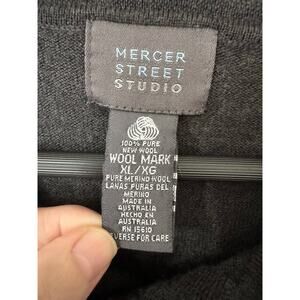 MERCER
STREET
STUDIO
100% PURE
NEW WOOL
WOOL MARK
XL/XG
PURE MERINO WOOL
LANAS PURAS DEL
MERINO
MADE IN
AUSTRALIA
HECHO EN
AUSTRALIA
RN 15610
EVERSE FOR CARE